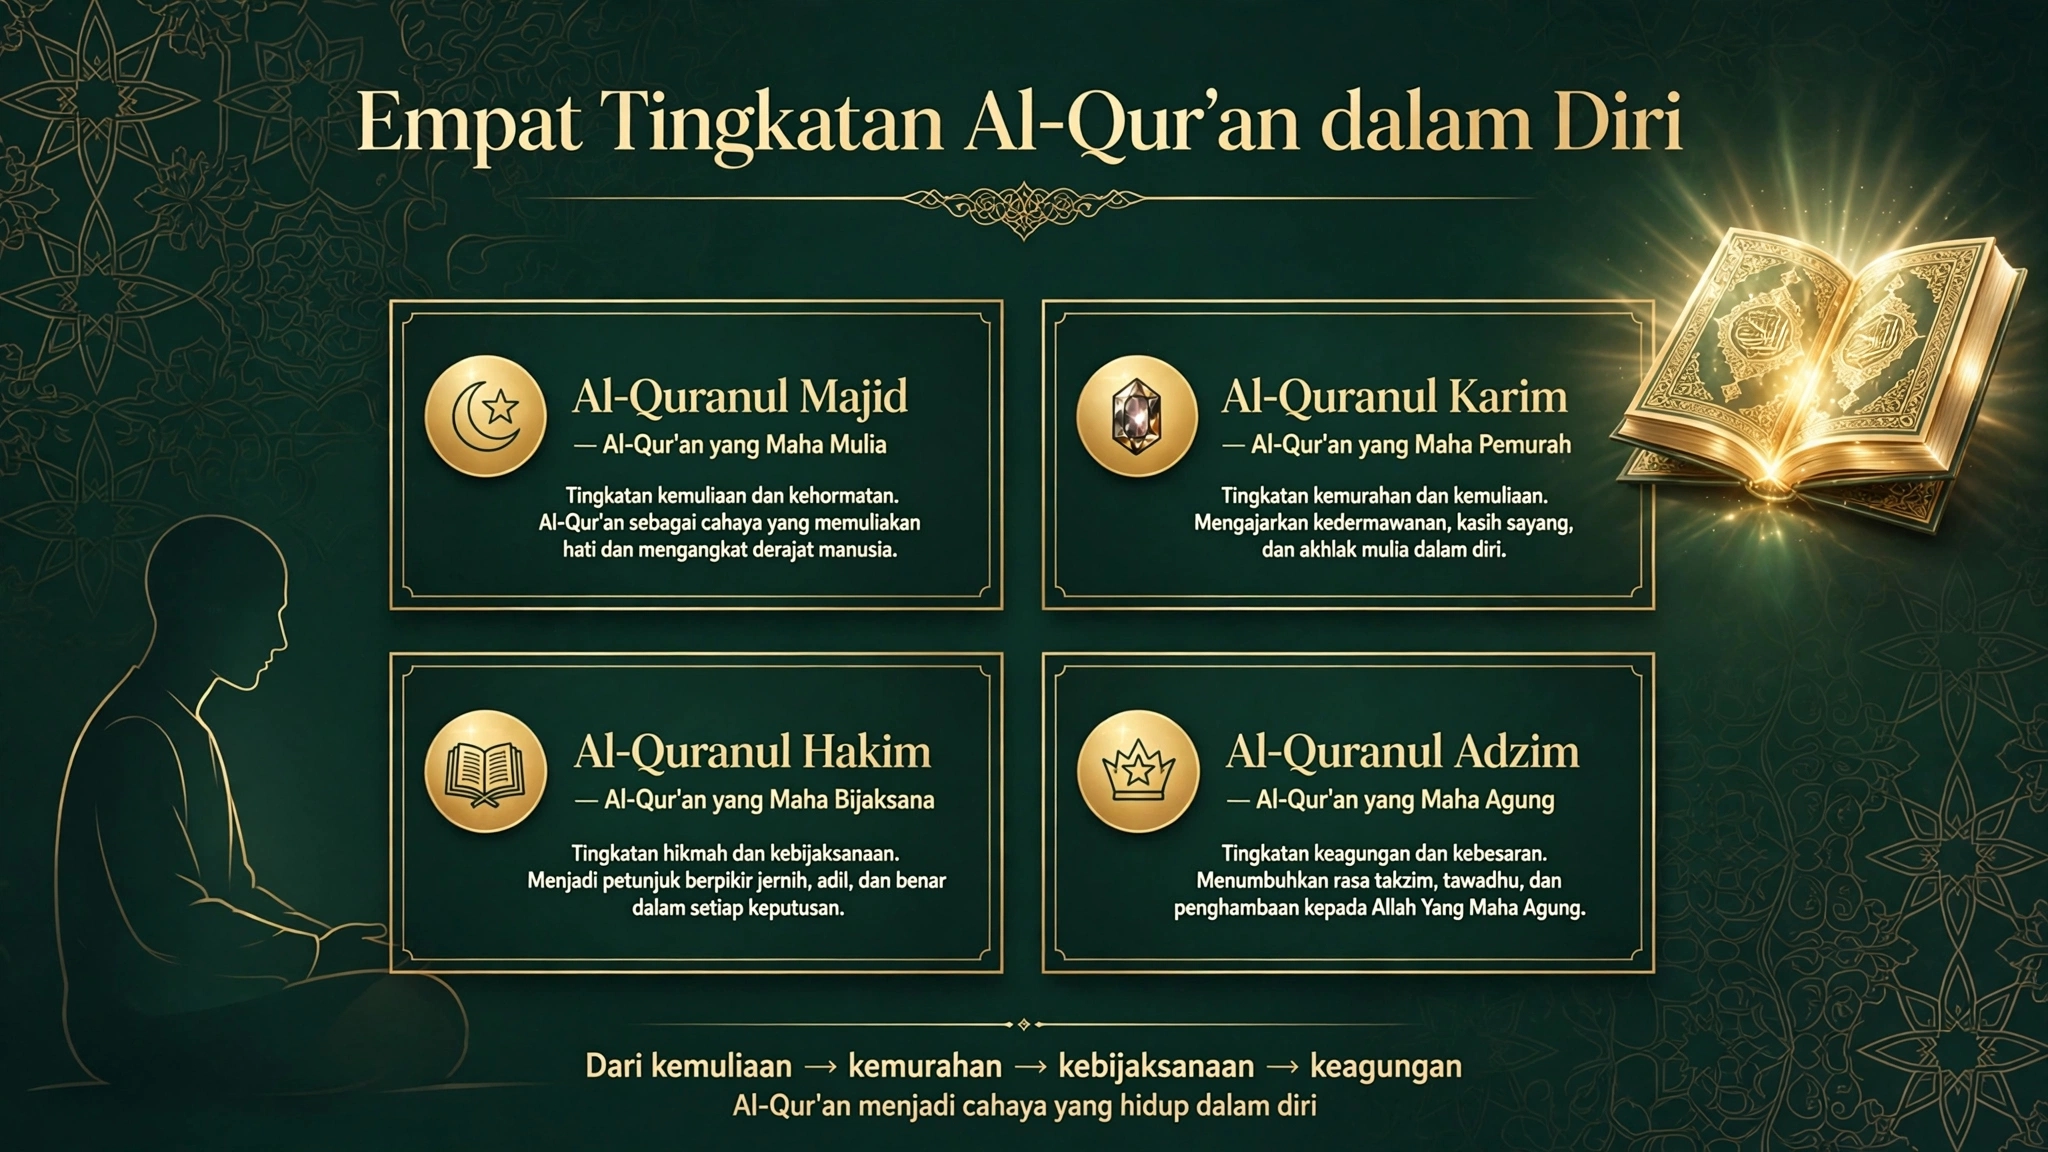 Empat Tingkatan Al-Qur’an dalam Diri
Al-Quranul Majid
— Al-Qur'an yang Maha Mulia
Tingkatan kemuliaan dan kehormatan.
Al-Qur'an sebagai cahaya yang memuliakan
hati dan mengangkat derajat manusia.
Al-Quranul Karim
— Al-Qur'an yang Maha Pemurah
Tingkatan kemurahan dan kemuliaan.
Mengajarkan kedermawanan, kasih sayang,
dan akhlak mulia dalam diri.
Al-Quranul Hakim
— Al-Qur'an yang Maha Bijaksana
Tingkatan hikmah dan kebijaksanaan.
Menjadi petunjuk berpikir jernih, adil, dan benar
dalam setiap keputusan.
Al-Quranul Adzim
— Al-Qur'an yang Maha Agung
Tingkatan keagungan dan kebesaran.
Menumbuhkan rasa takzim, tawadhu, dan
penghambaan kepada Allah Yang Maha Agung.
Dari kemuliaan → kemurahan → kebijaksanaan → keagungan
Al-Qur'an menjadi cahaya yang hidup dalam diri